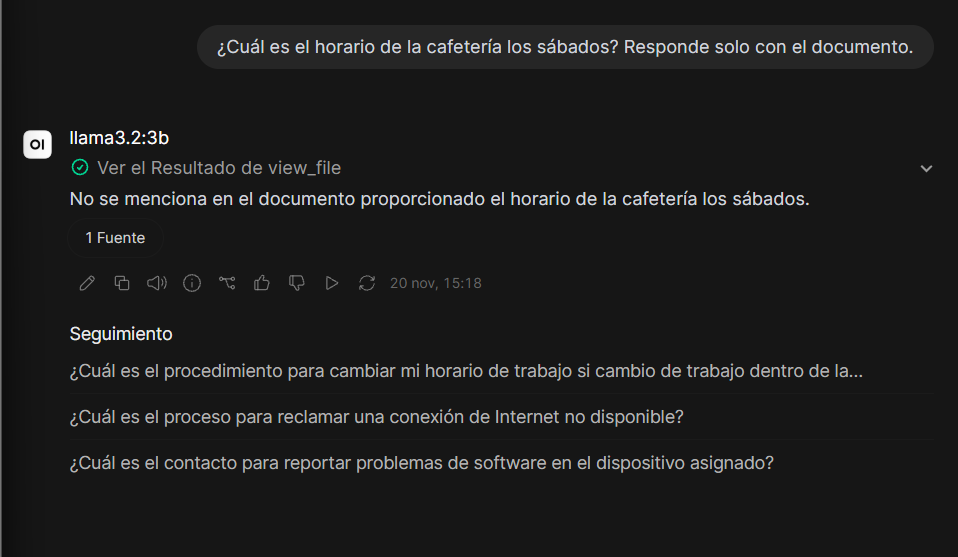 ¿Cuál es el horario de la cafetería los sábados? Responde solo con el documento.
OI
llama3.2:3b
Ver el Resultado de view_file
No se menciona en el documento proporcionado el horario de la cafetería los sábados.
1 Fuente
20 nov, 15:18
Seguimiento
¿Cuál es el procedimiento para cambiar mi horario de trabajo si cambio de trabajo dentro de la...
¿Cuál es el proceso para reclamar una conexión de Internet no disponible?
¿Cuál es el contacto para reportar problemas de software en el dispositivo asignado?